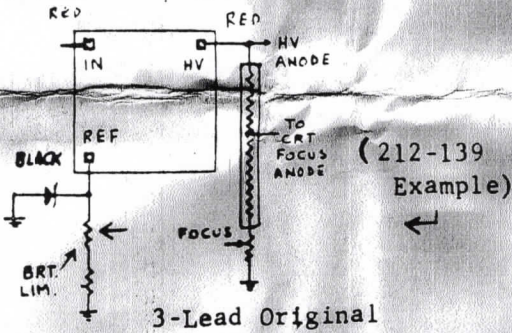 RED
RED
IN
HV
HV
ANODE
REF
BLACK
TO
CRT
FOCUS
ANODE
(212-139
Example)
FOCUS
BRT.
LIM.
3-Lead Original